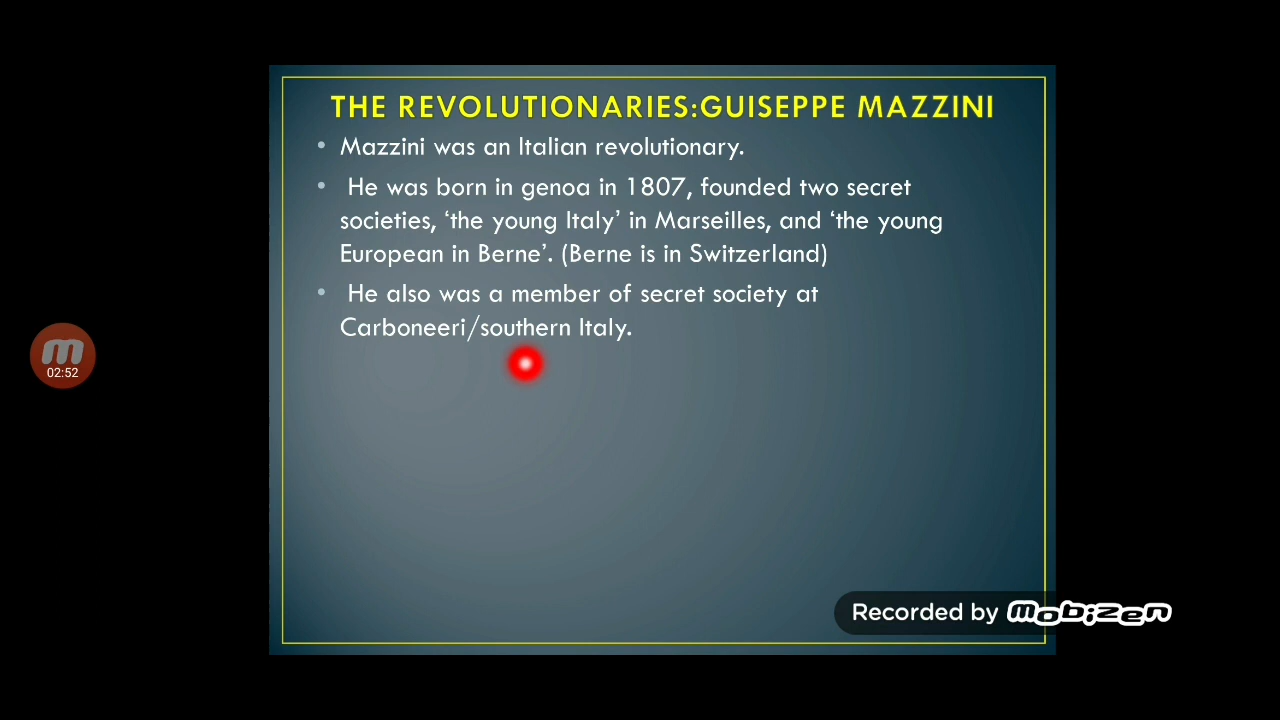 THE REVOLUTIONARIES:GUISEPPE MAZZINI
• Mazzini was an Italian revolutionary.
• He was born in genoa in 1807, founded two secret
societies, ‘the young Italy’ in Marseilles, and ‘the young
European in Berne’. (Berne is in Switzerland)
• He also was a member of secret society at
Carboneeri/southern Italy.
m
02:52
Recorded by mobizen